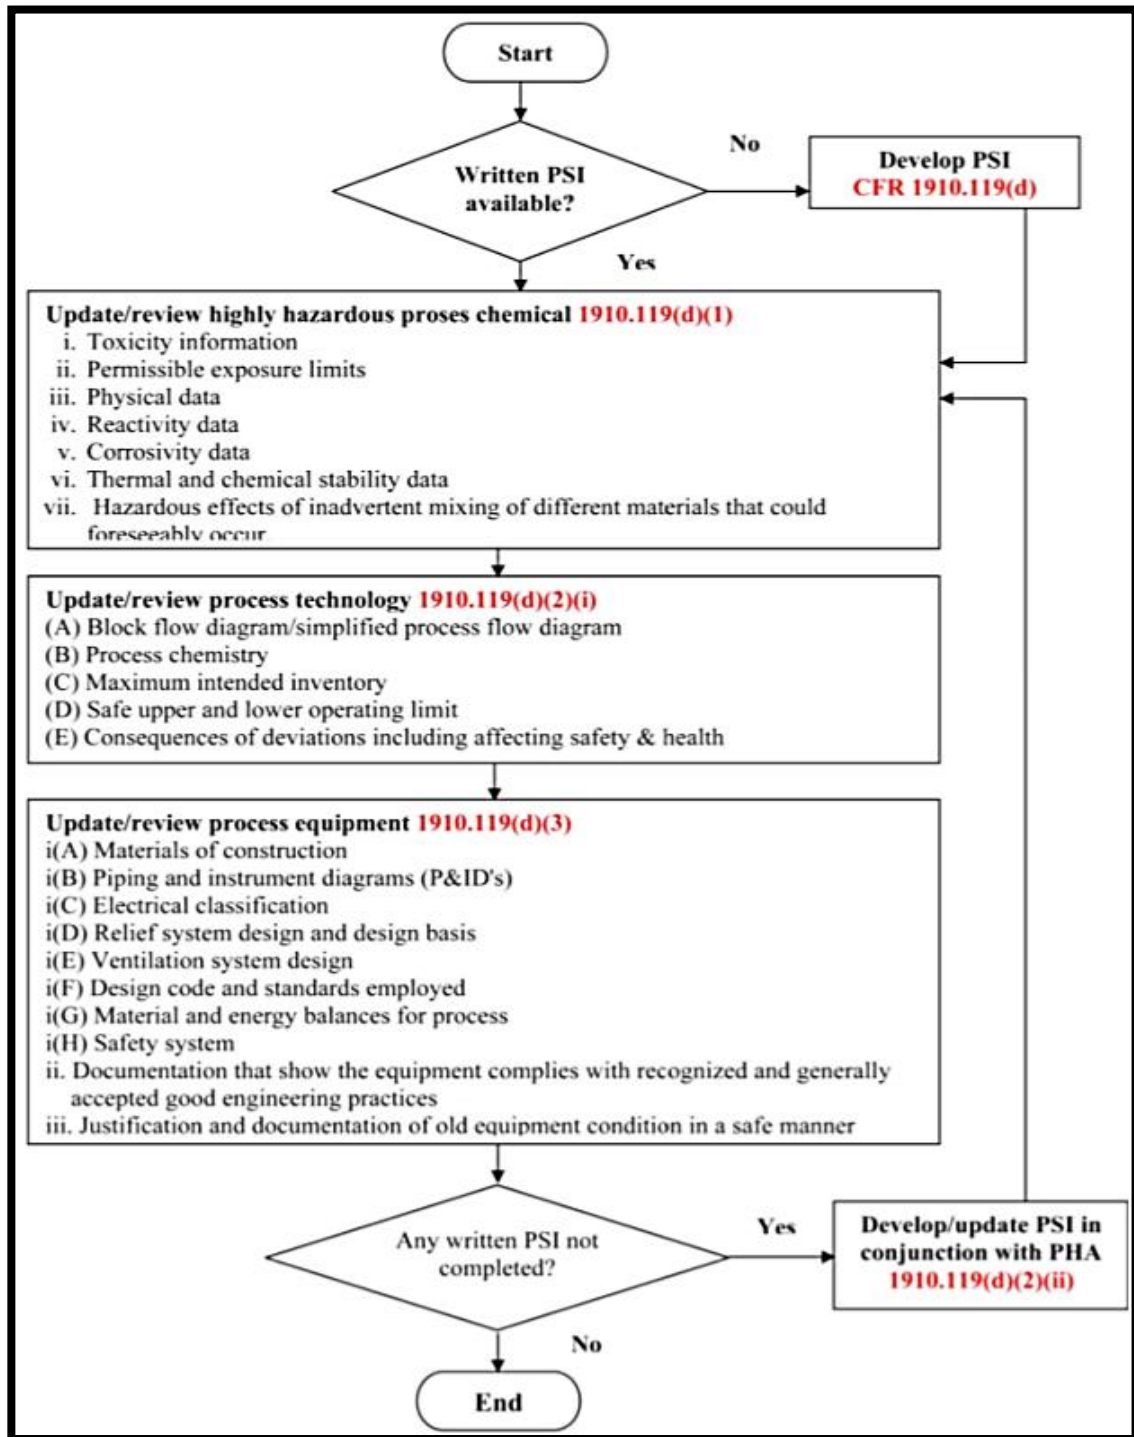 Start
Written PSI
available?
No
Develop PSI
CFR 1910.119(d)
Yes
Update/review highly hazardous proses chemical 1910.119(d)(1)
i. Toxicity information
ii. Permissible exposure limits
iii. Physical data
iv. Reactivity data
v. Corrosivity data
vi. Thermal and chemical stability data
vii. Hazardous effects of inadvertent mixing of different materials that could
foreseeably occur
Update/review process technology 1910.119(d)(2)(i)
(A) Block flow diagram/simplified process flow diagram
(B) Process chemistry
(C) Maximum intended inventory
(D) Safe upper and lower operating limit
(E) Consequences of deviations including affecting safety & health
Update/review process equipment 1910.119(d)(3)
i(A) Materials of construction
i(B) Piping and instrument diagrams (P&ID's)
i(C) Electrical classification
i(D) Relief system design and design basis
i(E) Ventilation system design
i(F) Design code and standards employed
i(G) Material and energy balances for process
i(H) Safety system
ii. Documentation that show the equipment complies with recognized and generally
accepted good engineering practices
iii. Justification and documentation of old equipment condition in a safe manner
Any written PSI not
completed?
Yes
Develop/update PSI in
conjunction with PHA
1910.119(d)(2)(ii)
No
End